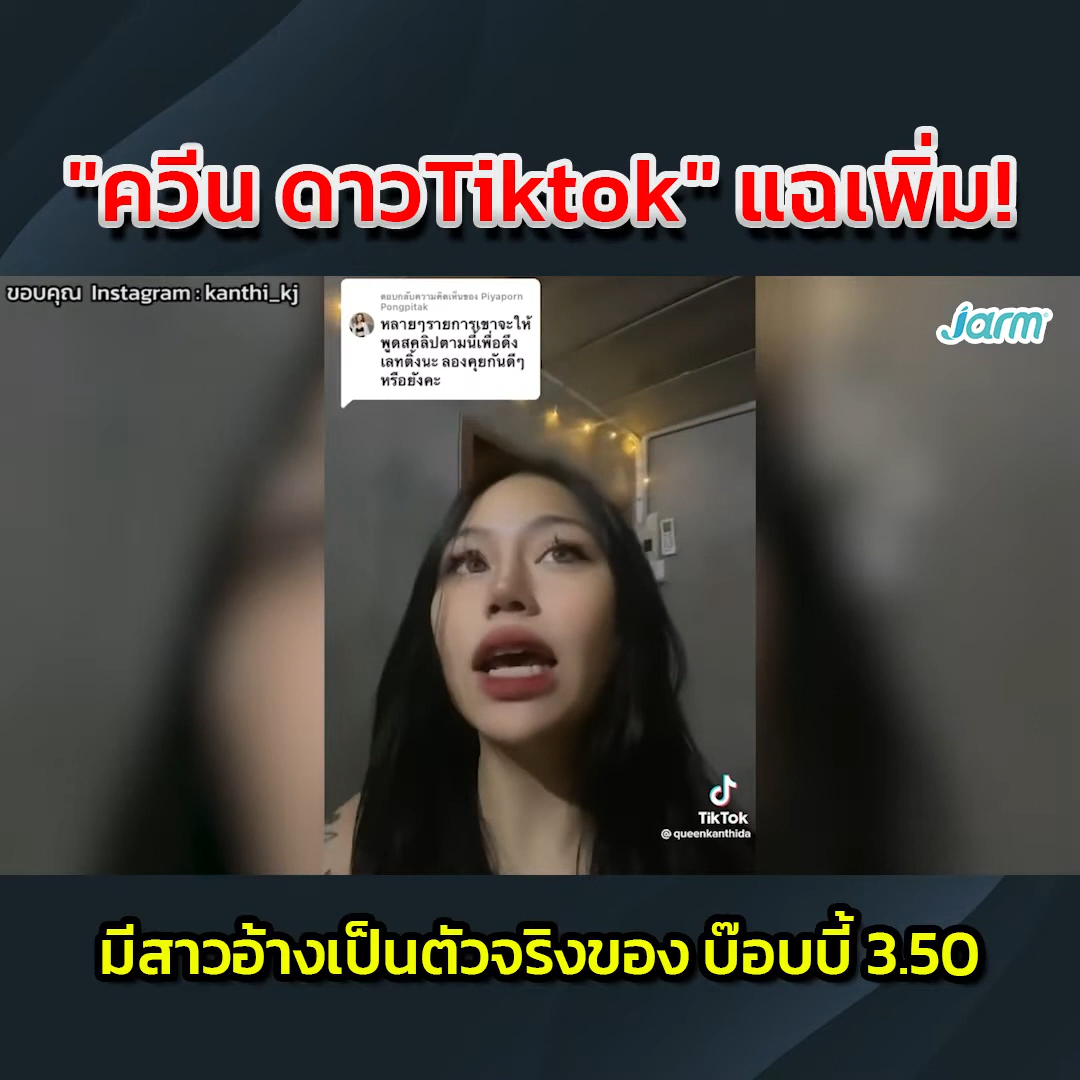 "ควีน ดาวTiktok" แฉเพิ่ม!
ขอบคุณ Instagram : kanthi_kj
jarm
ตอบกลับความคิดเห็นของ Piyaporn
Pongpitak
หลายๆรายการเขาจะให้
พูดสคลิปตามนี้เพื่อดึง
เลทติ้งนะ ลองคุยกันดีๆ
หรือยังคะ
TikTok
@ queenkanthida
มีสาวอ้างเป็นตัวจริงของ บ๊อบบี้ 3.50